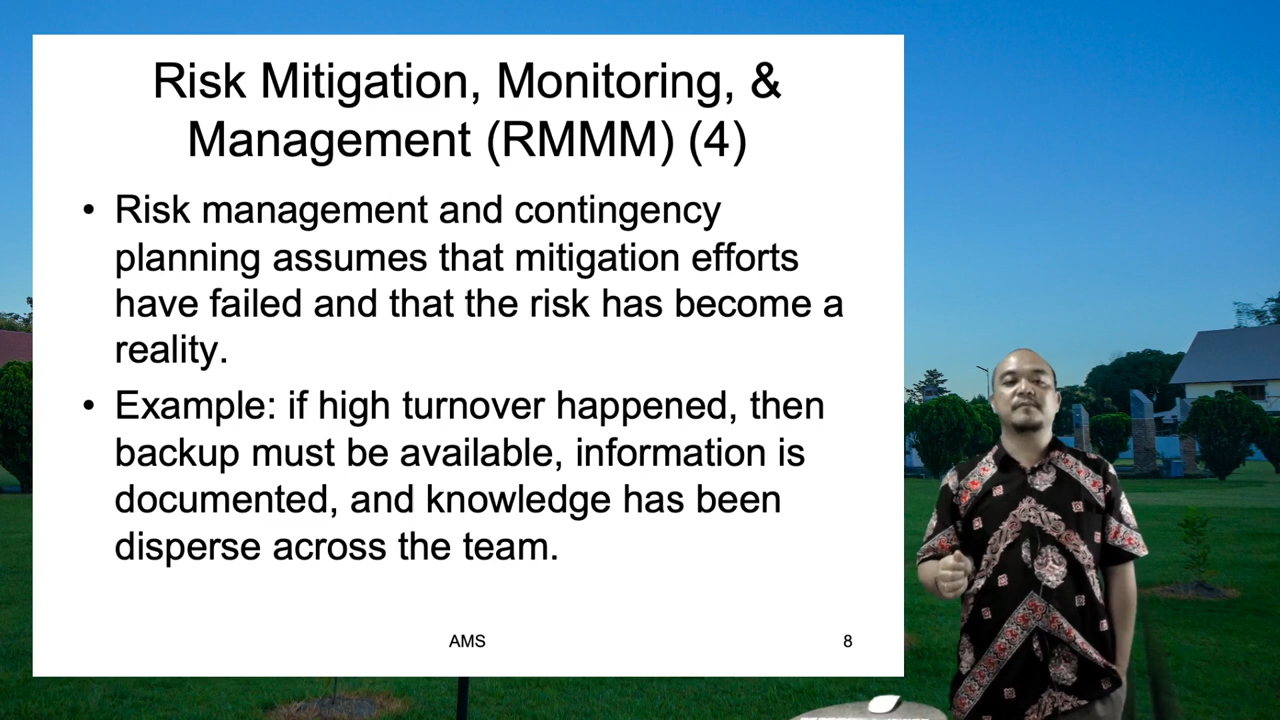 Risk Mitigation, Monitoring, &
Management (RMMM) (4)
• Risk management and contingency
planning assumes that mitigation efforts
have failed and that the risk has become a
reality.
• Example: if high turnover happened, then
backup must be available, information is
documented, and knowledge has been
disperse across the team.
AMS
8